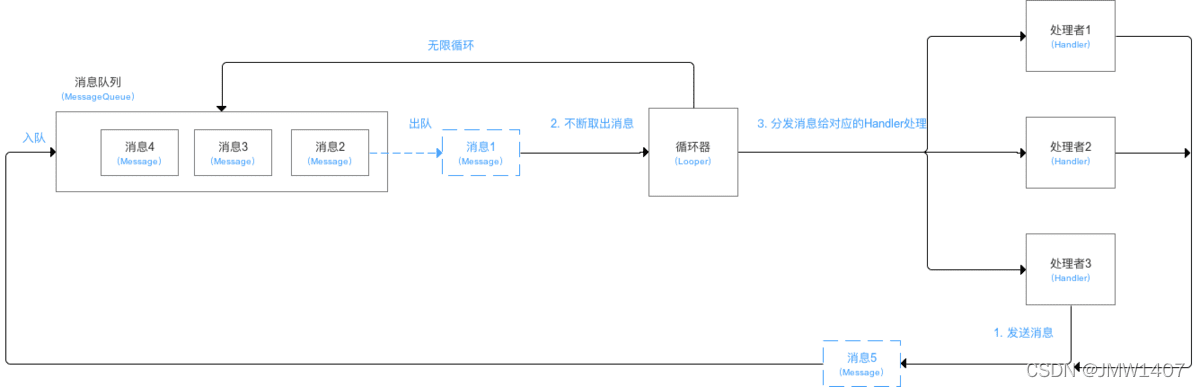 无限循环
消息队列
(MessageQueue)
入队
消息4
(Message)
消息3
(Message)
消息2
(Message)
出队
消息1
(Message)
2. 不断取出消息
循环器
(Looper)
3. 分发消息给对应的Handler处理
处理者1
(Handler)
处理者2
(Handler)
处理者3
(Handler)
1. 发送消息
消息5
(Message)
CSDN @JMW1407